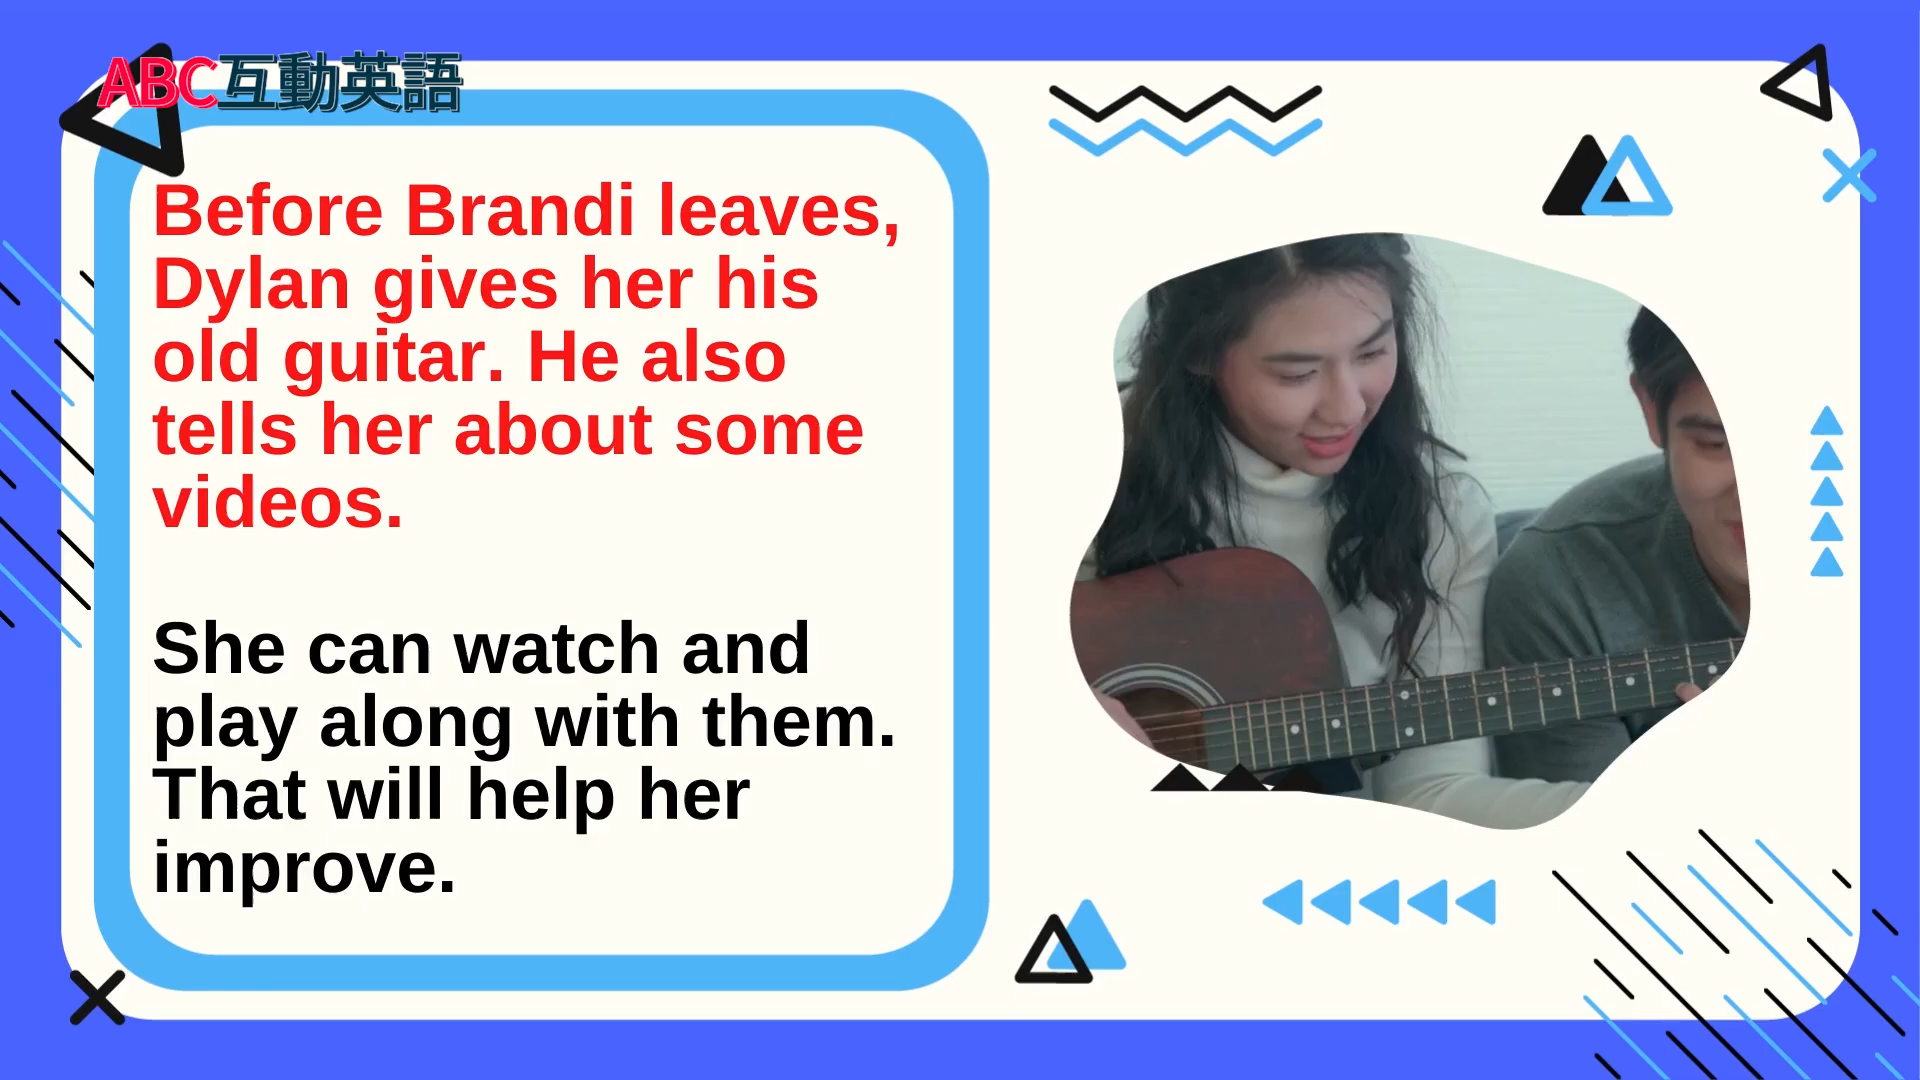 ABC互動英語
Before Brandi leaves,
Dylan gives her his
old guitar. He also
tells her about some
videos.
She can watch and
play along with them.
That will help her
improve.